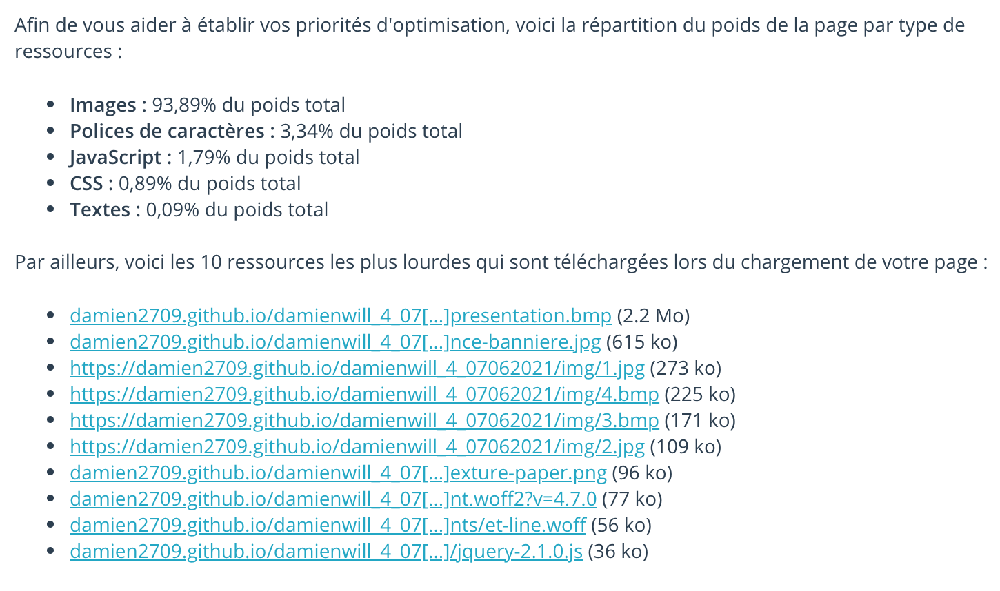 Afin de vous aider à établir vos priorités d'optimisation, voici la répartition du poids de la page par type de
ressources :
• Images : 93,89% du poids total
• Polices de caractères : 3,34% du poids total
• JavaScript : 1,79% du poids total
• CSS : 0,89% du poids total
• Textes : 0,09% du poids total
Par ailleurs, voici les 10 ressources les plus lourdes qui sont téléchargées lors du chargement de votre page :
• damien2709.github.io/damienwill_4_07[...]presentation.bmp (2.2 Mo)
• damien2709.github.io/damienwill_4_07[...]nce-banniere.jpg (615 ko)
• https://damien2709.github.io/damienwill_4_07062021/img/1.jpg (273 ko)
• https://damien2709.github.io/damienwill_4_07062021/img/4.bmp (225 ko)
• https://damien2709.github.io/damienwill_4_07062021/img/3.bmp (171 ko)
• https://damien2709.github.io/damienwill_4_07062021/img/2.jpg (109 ko)
• damien2709.github.io/damienwill_4_07[...]exture-paper.png (96 ko)
• damien2709.github.io/damienwill_4_07[...]nt.woff2?v=4.7.0 (77 ko)
• damien2709.github.io/damienwill_4_07[...]nts/et-line.woff (56 ko)
• damien2709.github.io/damienwill_4_07[...]/jquery-2.1.0.js (36 ko)